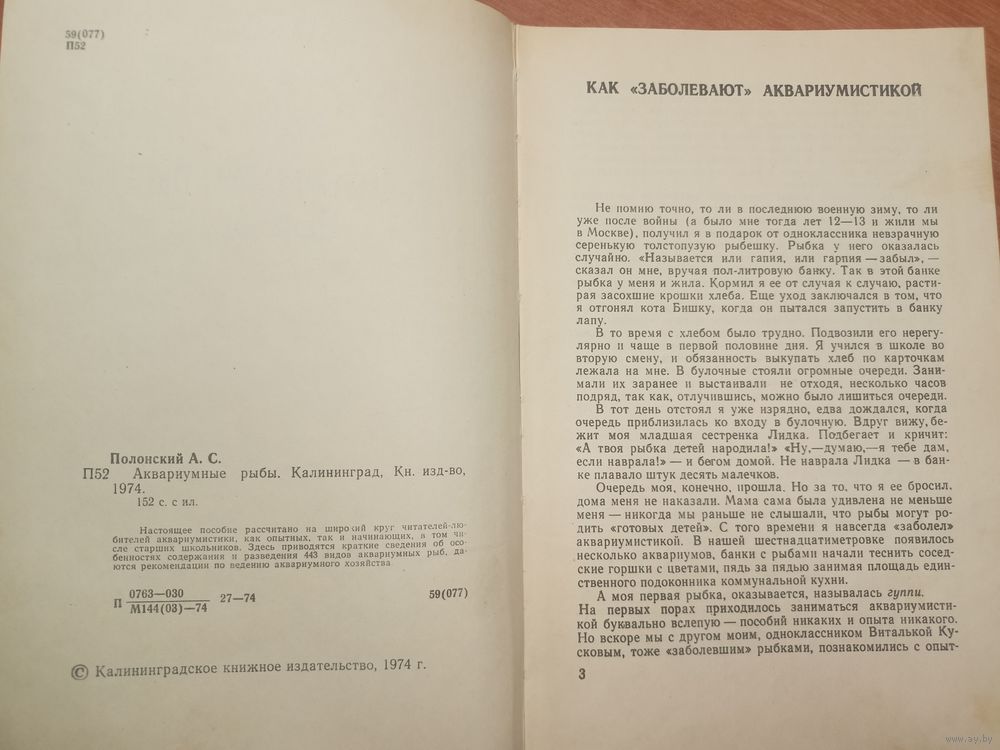 59(077)
П52
Полонский А. С.
П52 Аквариумные рыбы. Калининград, Кн. изд-во,
1974.
152 с. с ил.
Настоящее пособие рассчитано на широкий круг читателей-лю-
бителей аквариумистики, как опытных, так и начинающих, в том чи-
сле старших школьников. Здесь приводятся краткие сведения об осо-
бенностях содержания и разведения 443 видов аквариумных рыб, да-
ются рекомендации по ведению аквариумного хозяйства
П 0763—030
М144(03)—74 27—74 59(077)
© Калининградское книжное издательство, 1974 г.
КАК «ЗАБОЛЕВАЮТ» АКВАРИУМИСТИКОЙ
Не помню точно, то ли в последнюю военную зиму, то ли
уже после войны (а было мне тогда лет 12—13 и жили мы
в Москве), получил я в подарок от одноклассника невзрачную
серенькую толстопузую рыбешку. Рыбка у него оказалась
случайно. «Называется или гапия, или гарпия — забыл», —
сказал он мне, вручая пол-литровую банку. Так в этой банке
рыбка у меня и жила. Кормил я ее от случая к случаю, расти-
рая засохшие крошки хлеба. Еще уход заключался в том, что
я отгонял кота Бишку, когда он пытался запустить в банку
лапу.
В то время с хлебом было трудно. Подвозили его нерегу-
лярно и чаще в первой половине дня. Я учился в школе во
вторую смену, и обязанность выкупать хлеб по карточкам
лежала на мне. В булочные стояли огромные очереди. Зани-
мали их заранее и выстаивали не отходя, несколько часов
подряд, так как, отлучившись, можно было лишиться очереди.
В тот день отстоял я уже изрядно, едва дождался, когда
очередь приблизилась ко входу в булочную. Вдруг вижу, бе-
жит моя младшая сестренка Лидка. Подбегает и кричит:
«А твоя рыбка детей народила!» «Ну,—думаю,—я тебе дам,
если наврала!» — и бегом домой. Не наврала Лидка — в бан-
ке плавало штук десять малечков.
Очередь моя, конечно, прошла. Но за то, что я ее бросил,
дома меня не наказали. Мама сама была удивлена не меньше
меня — никогда мы раньше не слышали, что рыбы могут ро-
дить «готовых детей». С того времени я навсегда «заболел»
аквариумистикой. В нашей шестнадцатиметровке появилось
несколько аквариумов, банки с рыбами начали теснить сосед-
ские горшки с цветами, пядь за пядью занимая площадь един-
ственного подоконника коммунальной кухни.
А моя первая рыбка, оказывается, называлась гуппи.
На первых порах приходилось заниматься аквариумисти-
кой буквально вслепую — пособий никаких и опыта никакого.
Но вскоре мы с другом моим, одноклассником Виталькой Ку-
сковым, тоже «заболевшим» рыбками, познакомились с опыт-
3
www.ay.by